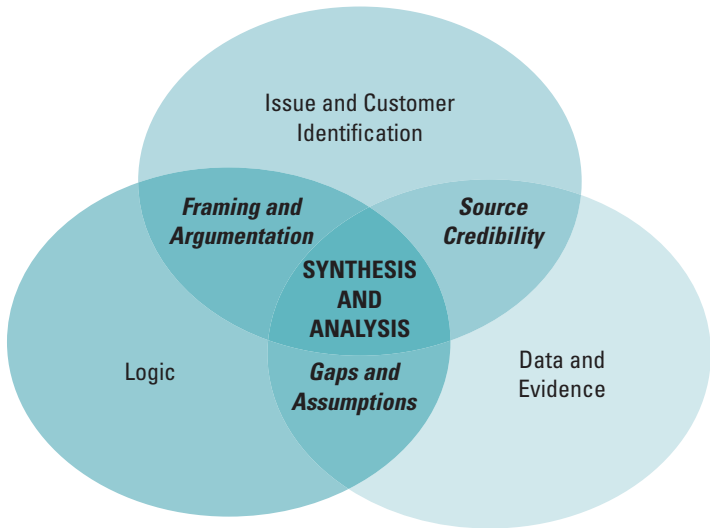 Issue and Customer
Identification
Framing and
Argumentation
Source
Credibility
SYNTHESIS
AND
ANALYSIS
Logic
Gaps and
Assumptions
Data and
Evidence